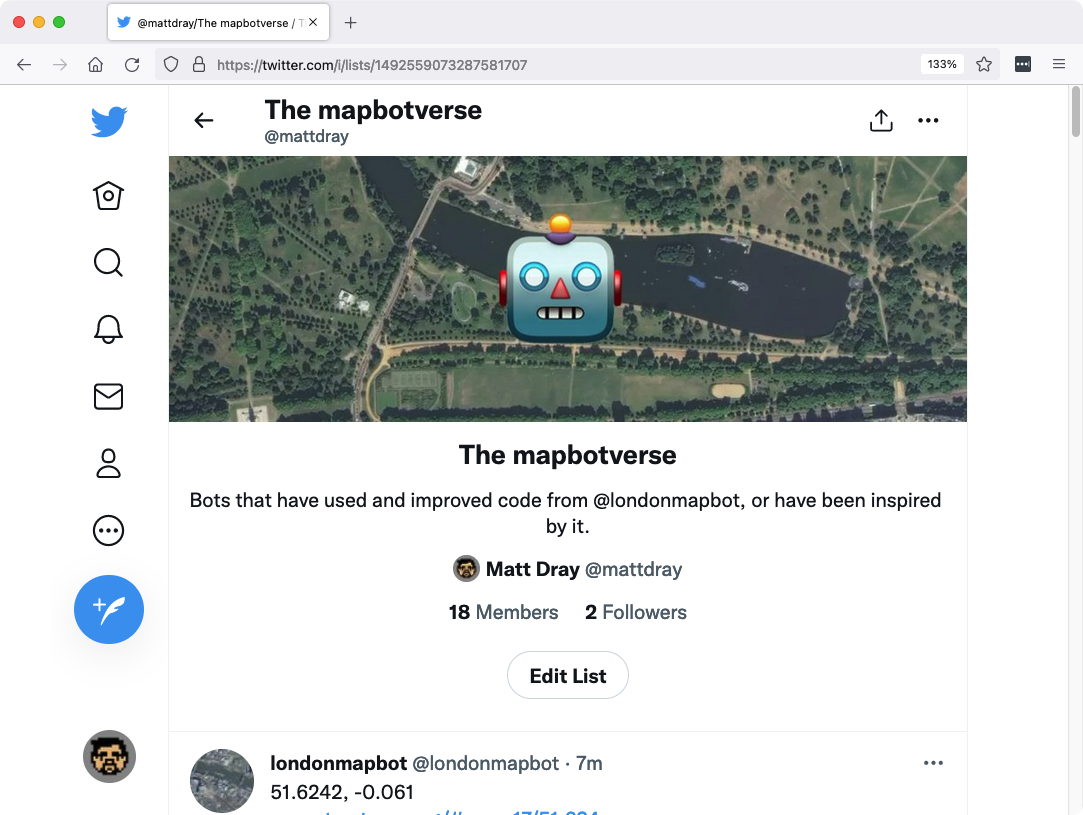 @mattdray/The mapbotverse /
https://twitter.com/i/lists/1492559073287581707
133%
The mapbotverse
@mattdray
The mapbotverse
Bots that have used and improved code from @londonmapbot, or have been inspired
by it.
Matt Dray @mattdray
18 Members 2 Followers
Edit List
londonmapbot @londonmapbot · 7m
51.6242, -0.061